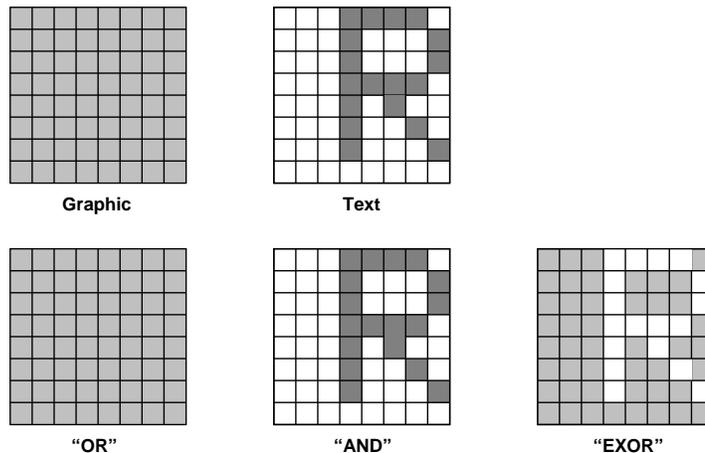 Graphic
Text
“OR”
“AND”
“EXOR”